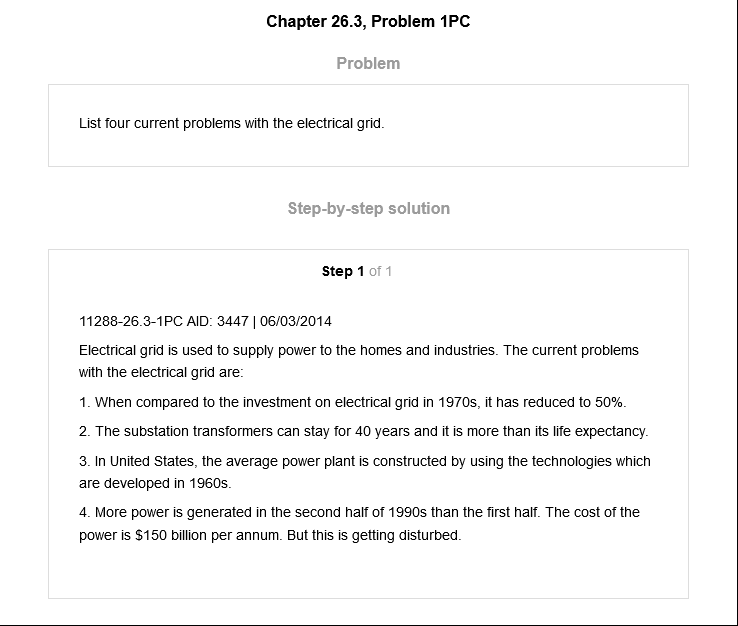 Chapter 26.3, Problem 1PC
Problem
List four current problems with the electrical grid.
Step-by-step solution
Step 1 of 1
11288-26.3-1PC AID: 3447 | 06/03/2014
Electrical grid is used to supply power to the homes and industries. The current problems
with the electrical grid are:
1. When compared to the investment on electrical grid in 1970s, it has reduced to 50%.
2. The substation transformers can stay for 40 years and it is more than its life expectancy.
3. In United States, the average power plant is constructed by using the technologies which
are developed in 1960s.
4. More power is generated in the second half of 1990s than the first half. The cost of the
power is $150 billion per annum. But this is getting disturbed.